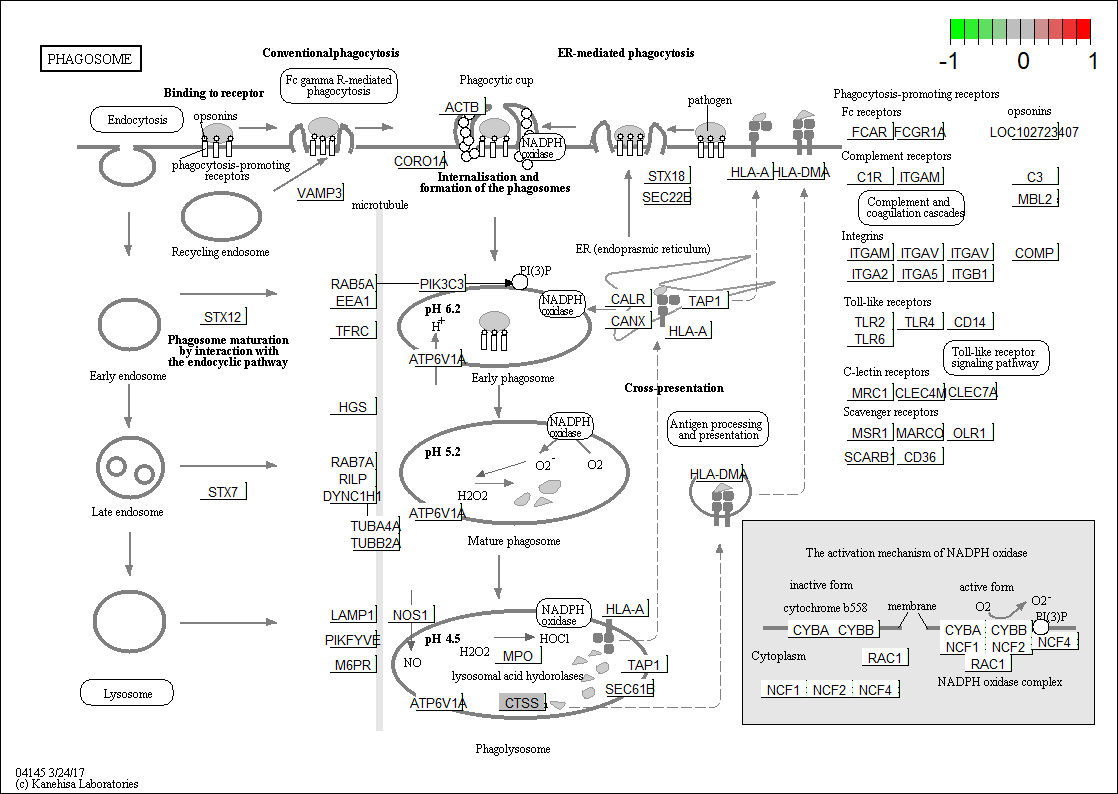 PHAGOSOME
Conventionalphagocytosis
ER-mediated phagocytosis
-1
0
1
Binding to receptor
Fc gamma R-mediated
phagocytosis
Phagocytic cup
ACTB
Endocytosis
opsonins
pathogen
NADPH
oxidase
phagocytosis-promoting
receptors
CORO1A
Internalisation and
formation of the phagosomes
VAMP3
microtubule
STX18
SEC22B
HLA-A
HLA-DMA
Recycling endosome
ER (endoprasmic reticulum)
Phagocytosis-promoting receptors
Fc receptors
opsonins
FCAR
FCGR1A
LOC102723407
Complement receptors
C1R
ITGAM
C3
MBL2
Complement and
coagulation cascades
Integrins
ITGAM
ITGAV
ITGAV
COMP
ITGA2
ITGA5
ITGB1
Toll-like receptors
TLR2
TLR4
CD14
TLR6
Toll-like receptor
signaling pathway
C-lectin receptors
MRC1
CLEC4M
CLEC7A
Scavenger receptors
MSR1
MARCO
OLR1
SCARB1
CD36
RAB5A
PIK3C3
PI(3)P
EEA1
STX12
TFRC
pH 6.2
H+
NADPH
oxidase
CALR
CANX
TAP1
HLA-A
ATP6V1A
Phagosome maturation
by interaction with
the endocyclic pathway
Early endosome
Early phagosome
Cross-presentation
HGS
Antigen processing
and presentation
NADPH
oxidase
pH 5.2
O2-
O2
H2O2
RAB7A
RILP
DYNC1H1
STX7
ATP6V1A
HLA-DMA
Late endosome
TUBA4A
TUBB2A
Mature phagosome
LAMP1
NOS1
PIKFYVE
M6PR
NADPH
oxidase
HLA-A
pH 4.5
HOCl
H2O2
MPO
NO
lysosomal acid hydorolases
TAP1
SEC61B
ATP6V1A
CTSS
Lysosome
Phagolysosome
The activation mechanism of NADPH oxidase
inactive form
active form
cytochrome b558
membrane
O2
O2-
PI(3)P
CYBA
CYBB
CYBA
CYBB
NCF1
NCF2
NCF4
RAC1
Cytoplasm
RAC1
NCF1
NCF2
NCF4
NADPH oxidase complex
04145 3/24/17
(c) Kanehisa Laboratories